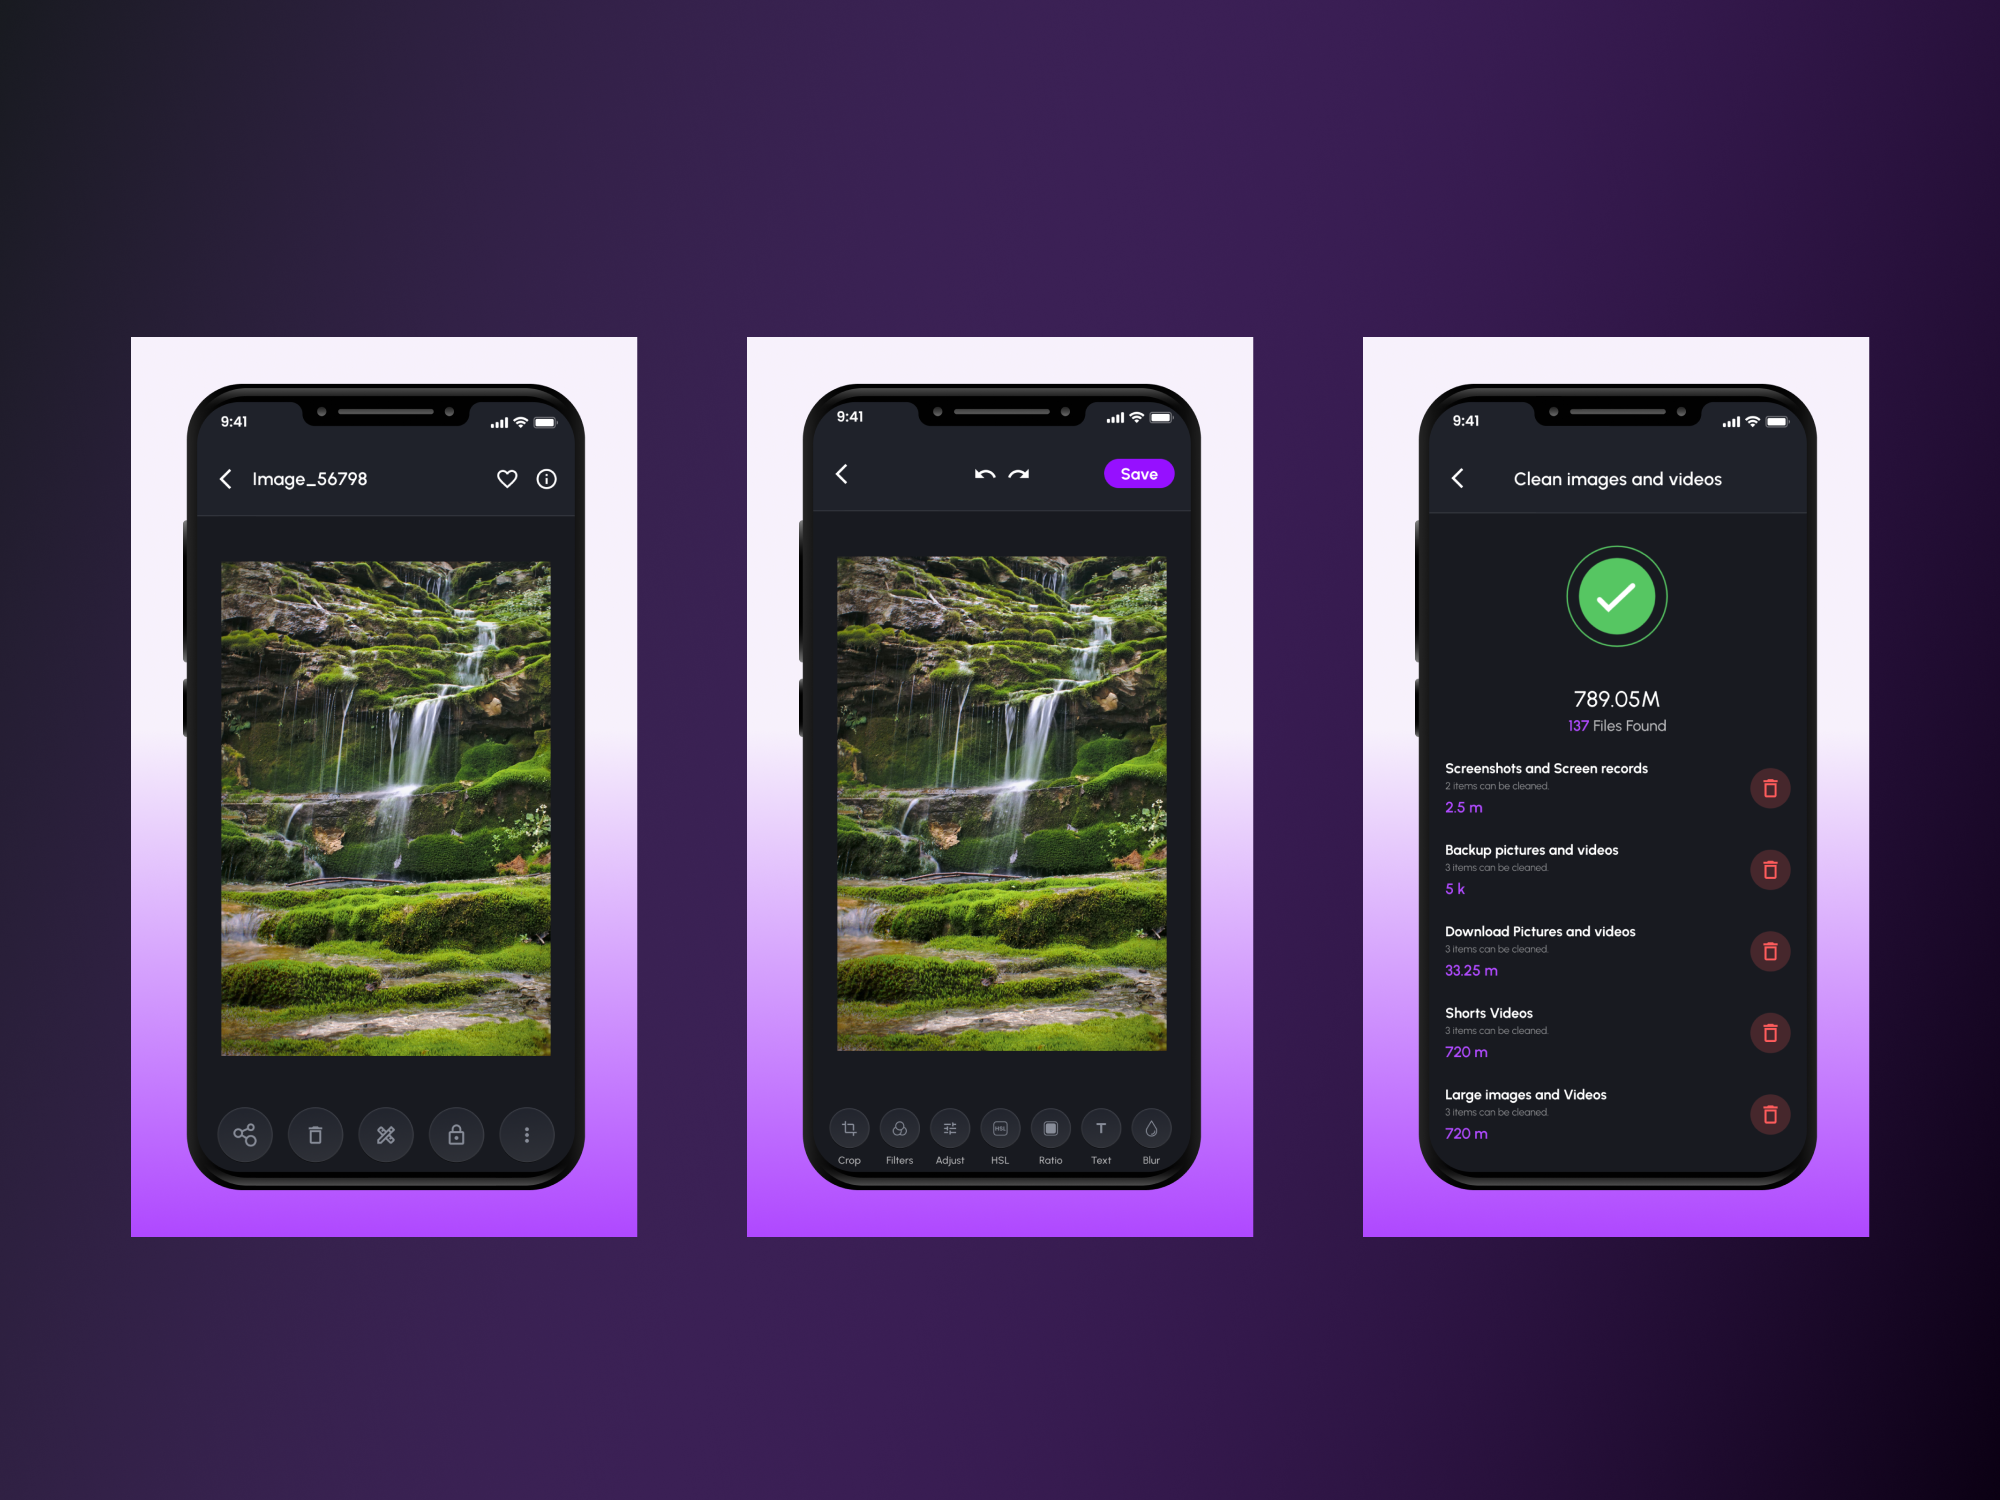 9:41
Image_56798
9:41
Save
HSL
Crop
Filters
Adjust
HSL
Ratio
Text
Blur
9:41
Clean images and videos
789.05M
137 Files Found
Screenshots and Screen records
2 items can be cleaned.
2.5 m
Backup pictures and videos
3 items can be cleaned.
5 k
Download Pictures and videos
3 items can be cleaned.
33.25 m
Shorts Videos
3 items can be cleaned.
720 m
Large images and Videos
3 items can be cleaned.
720 m